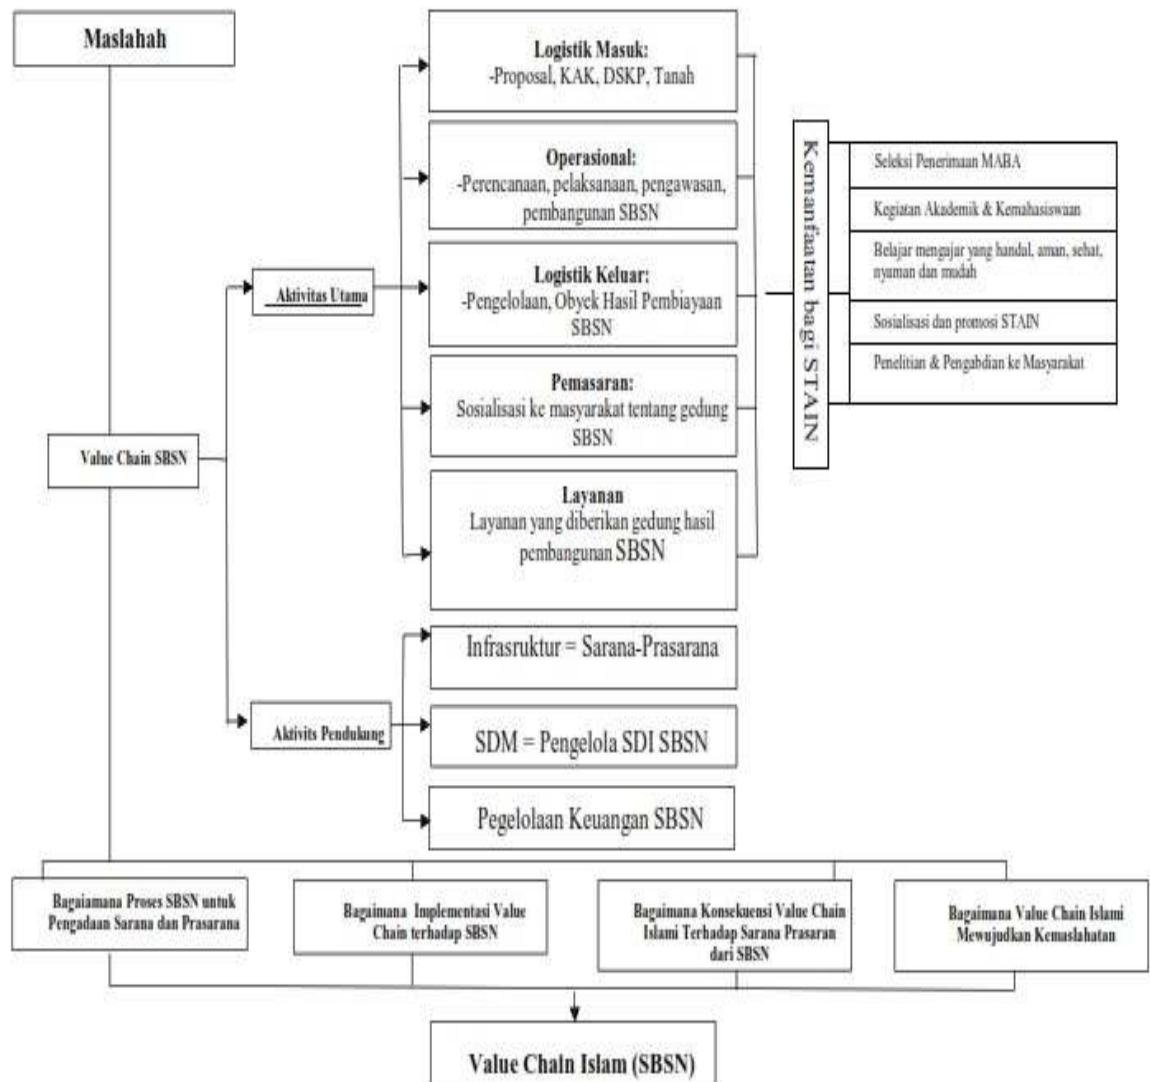 Maslahah
Logistik Masuk:
-Proposal, KAK, DSKP, Tanah
Operasional:
-Perencanaan, pelaksanaan, pengawasan,
pembangunan SBSN
Logistik Keluar:
-Pengelolaan, Obyek Hasil Pembiayaan
SBSN
Pemasaran:
Sosialisasi ke masyarakat tentang gedung
SBSN
Layanan
Layanan yang diberikan gedung hasil
pembangunan SBSN
Kemanfaatan bagi STAIN
Seleksi Penerimaan MABA
Kegiatan Akademik & Kemahasiswaan
Belajar mengajar yang handal, aman, sehat,
nyaman dan mudah
Sosialisasi dan promosi STAIN
Penelitian & Pengabdian ke Masyarakat
Aktivitas Utama
Value Chain SBSN
Aktivits Pendukung
Infrasruktur = Sarana-Prasarana
SDM = Pengelola SDI SBSN
Pegelolaan Keuangan SBSN
Bagaiamana Proses SBSN untuk
Pengadaan Sarana dan Prasarana
Bagaimana Implementasi Value
Chain terhadap SBSN
Bagaimana Konsekuensi Value Chain
Islami Terhadap Sarana Prasaran
dari SBSN
Bagaimana Value Chain Islami
Mewujudkan Kemaslahatan
Value Chain Islam (SBSN)